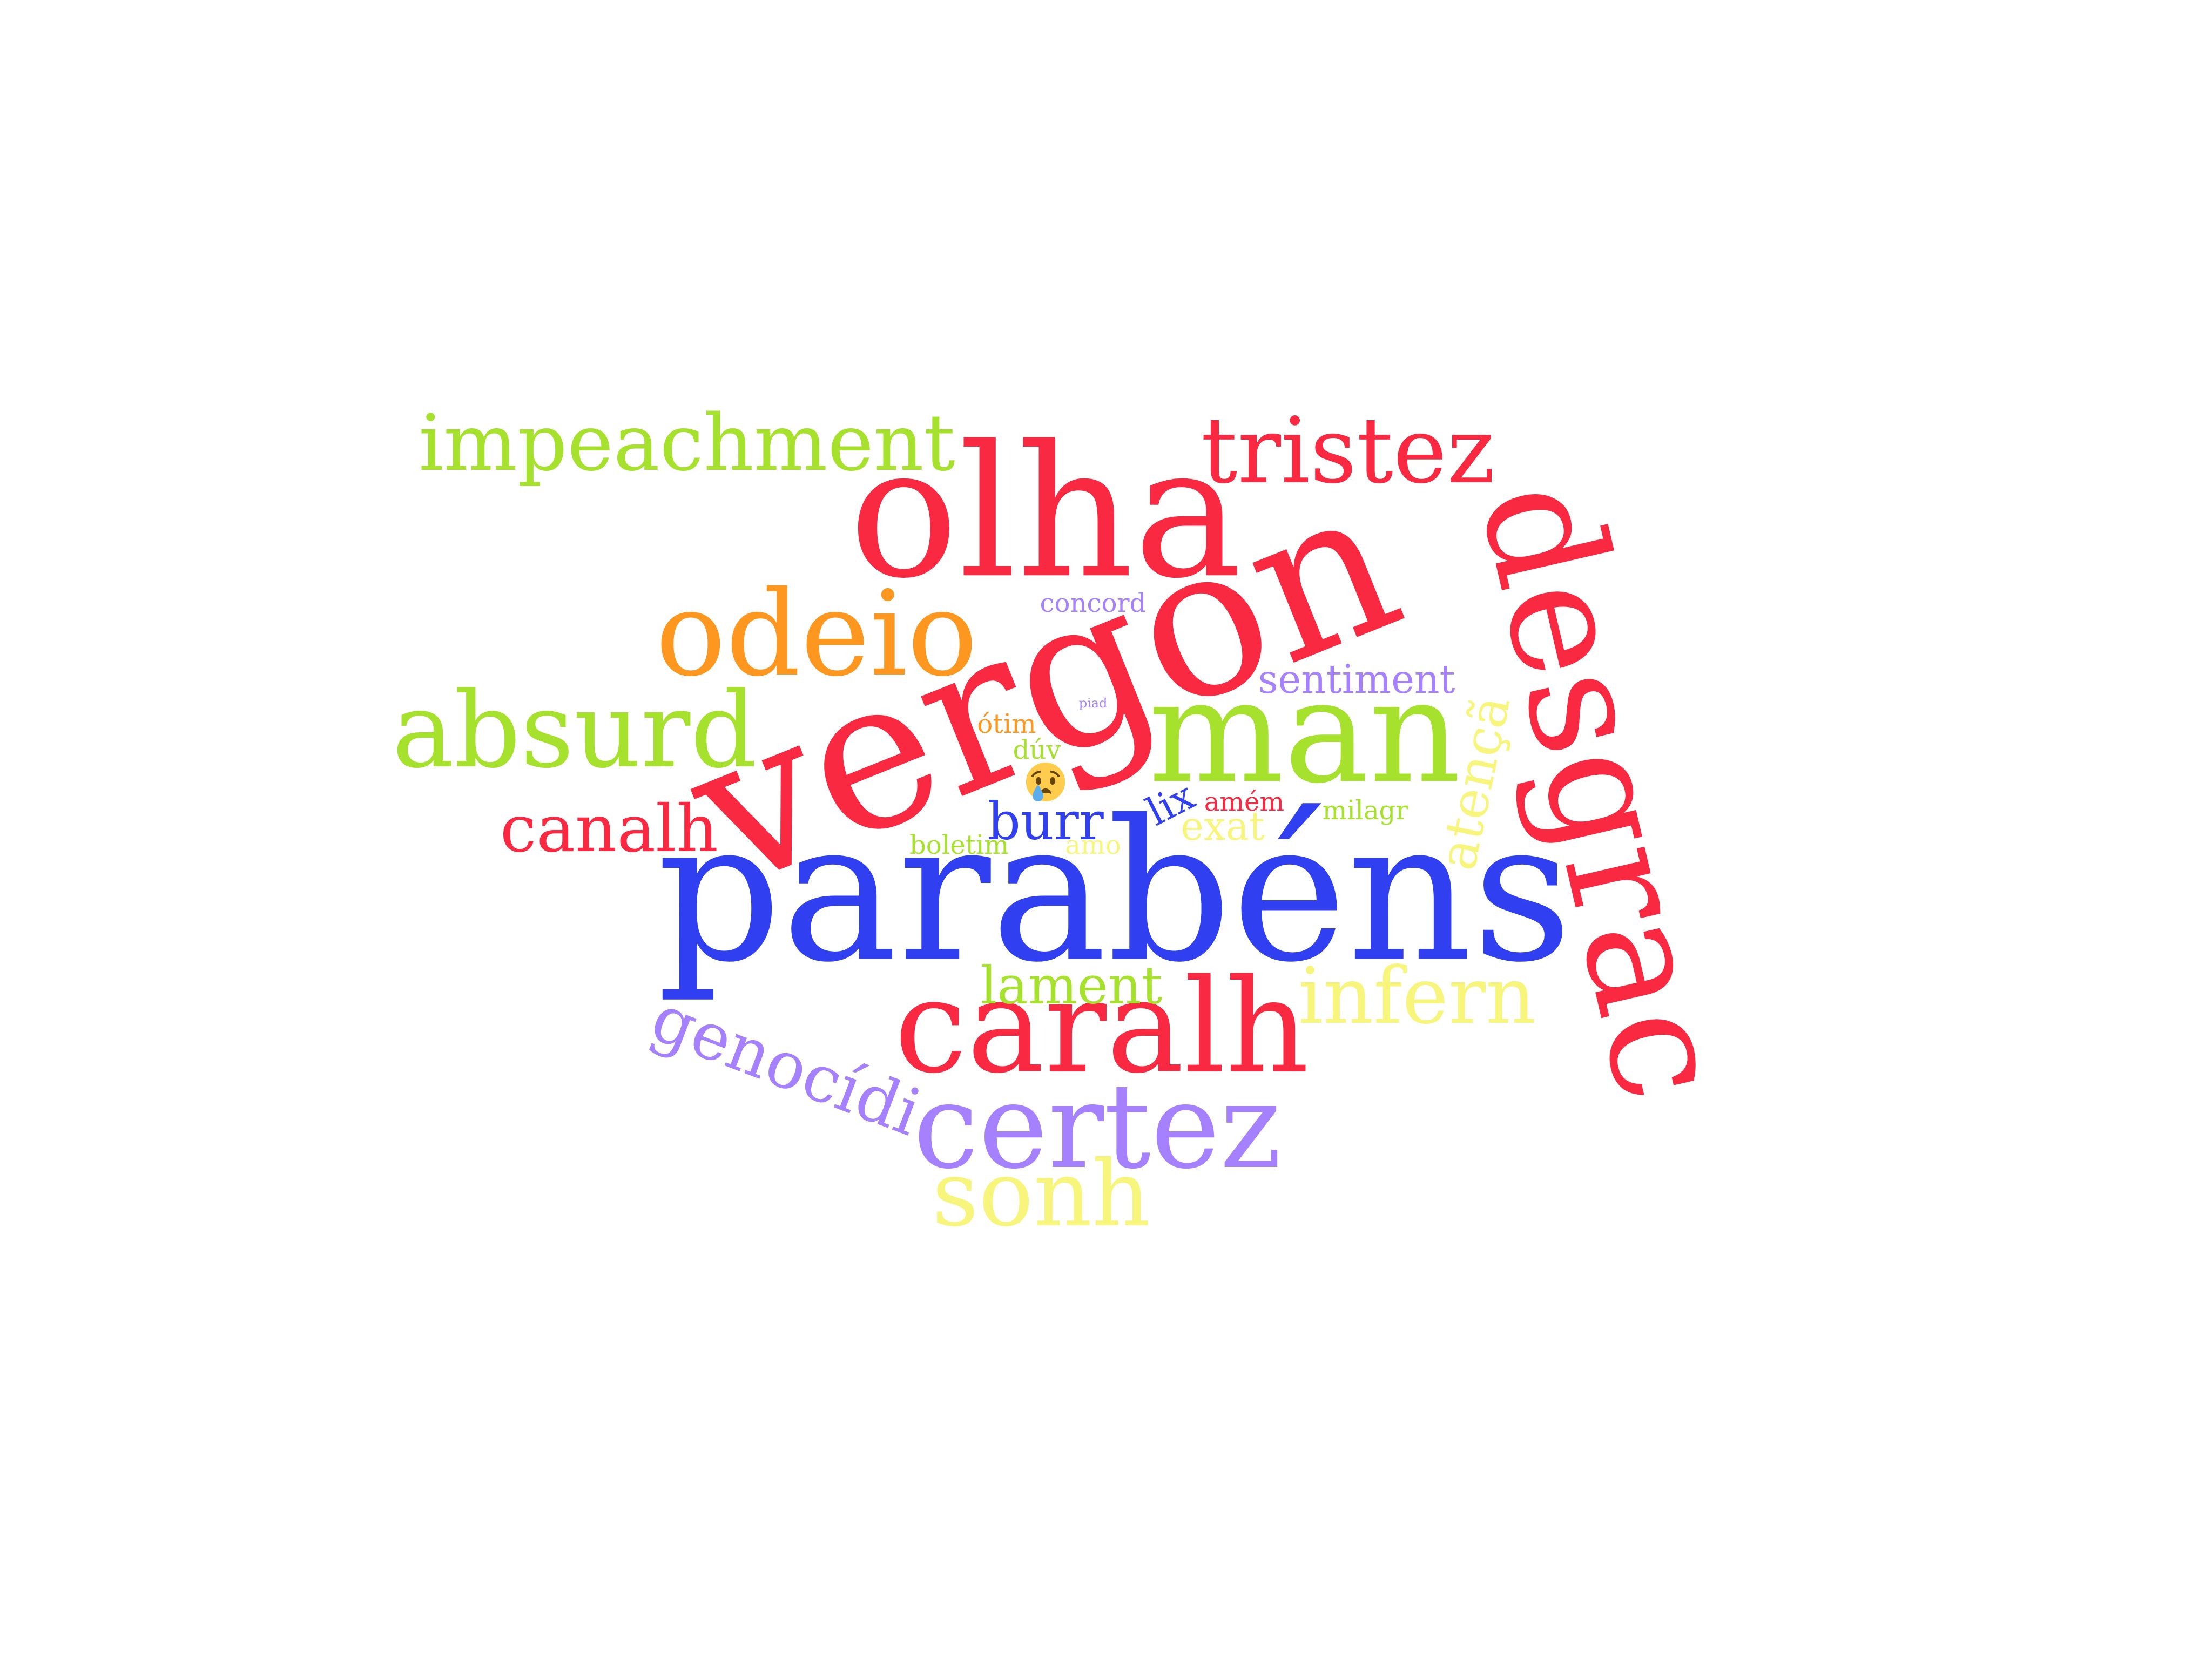 impeachment
tristez
olha
desgrac
odeio
concord
vergon
sentiment
absurd
piad
ótim
man
atençã
dúv
canalh
burr
lix
amém
milagr
boletim
amo
exat
parabéns
lament
infern
caralh
genocídi
certez
sonh